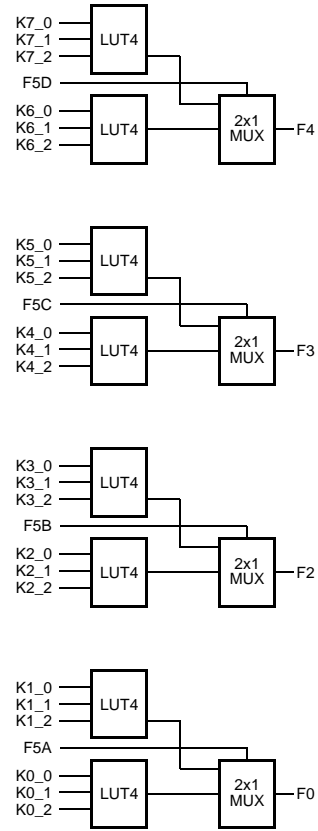 K7_0
K7_1
K7_2
LUT4
F5D
K6_0
K6_1
K6_2
LUT4
2x1
MUX
F4
K5_0
K5_1
K5_2
LUT4
F5C
K4_0
K4_1
K4_2
LUT4
2x1
MUX
F3
K3_0
K3_1
K3_2
LUT4
F5B
K2_0
K2_1
K2_2
LUT4
2x1
MUX
F2
K1_0
K1_1
K1_2
LUT4
F5A
K0_0
K0_1
K0_2
LUT4
2x1
MUX
F0